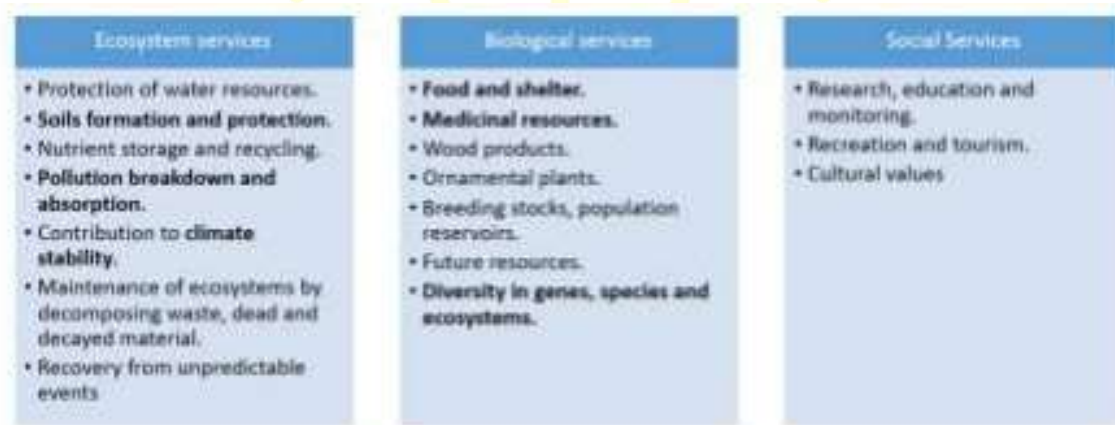 Ecosystem services
• Protection of water resources.
• Soils formation and protection.
• Nutrient storage and recycling.
• Pollution breakdown and
absorption.
• Contribution to climate
stability.
• Maintenance of ecosystems by
decomposing waste, dead and
decayed material.
• Recovery from unpredictable
events
Biological services
• Food and shelter.
• Medicinal resources.
• Wood products.
• Ornamental plants.
• Breeding stocks, population
reservoirs.
• Future resources.
• Diversity in genes, species and
ecosystems.
Social Services
• Research, education and
monitoring.
• Recreation and tourism.
• Cultural values